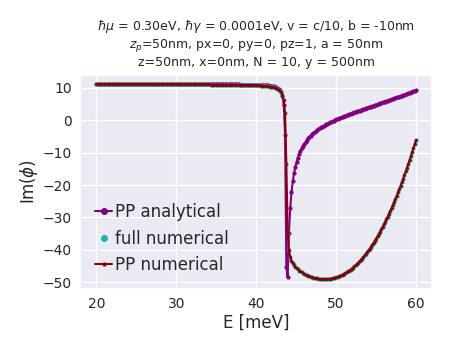 ℏμ = 0.30eV, ℏγ = 0.0001eV, v = c/10, b = -10nm
zₚ=50nm, px=0, py=0, pz=1, a = 50nm
z=50nm, x=0nm, N = 10, y = 500nm
10
0
−10
−20
−30
−40
−50
Im(ϕ)
PP analytical
full numerical
PP numerical
20 30 40 50 60
E [meV]